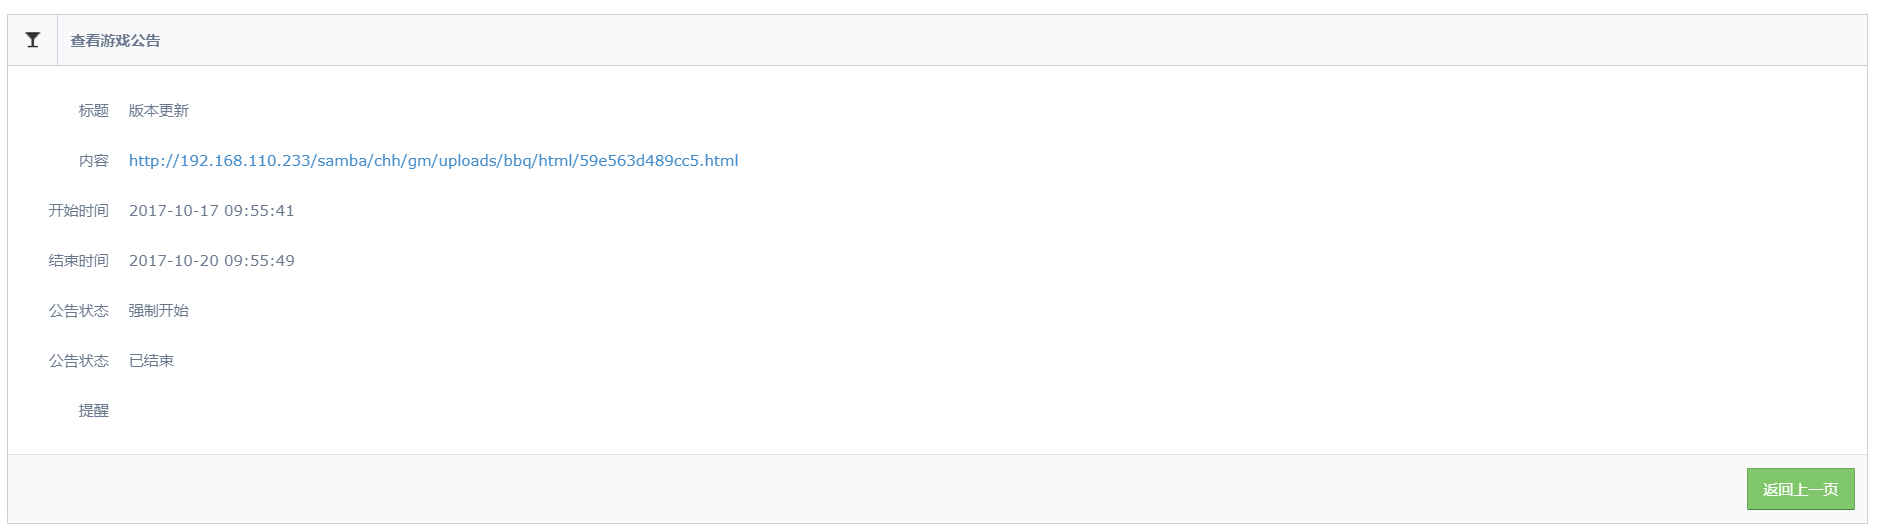 查看游戏公告
标题 版本更新
内容 http://192.168.110.233/samba/chh/gm/uploads/bbq/html/59e563d489cc5.html
开始时间 2017-10-17 09:55:41
结束时间 2017-10-20 09:55:49
公告状态 强制开始
公告状态 已结束
提醒
返回上一页